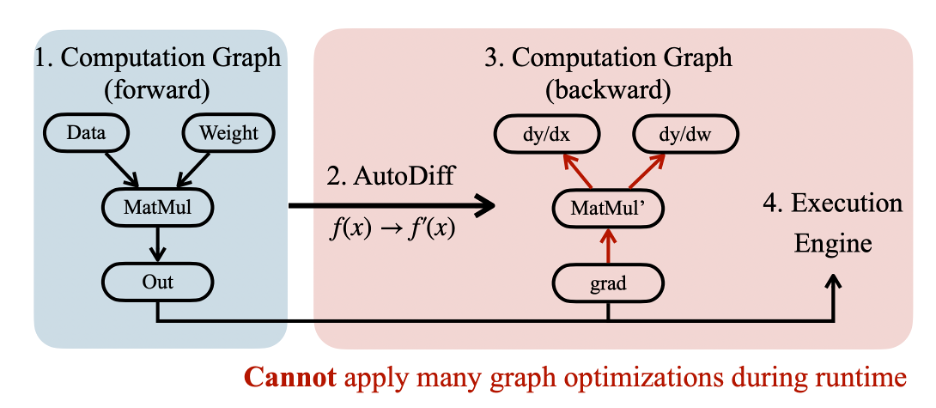 1. Computation Graph
(forward)
Data
Weight
MatMul
Out
2. AutoDiff
f(x) → f'(x)
3. Computation Graph
(backward)
dy/dx
dy/dw
MatMul’
grad
4. Execution
Engine
Cannot apply many graph optimizations during runtime